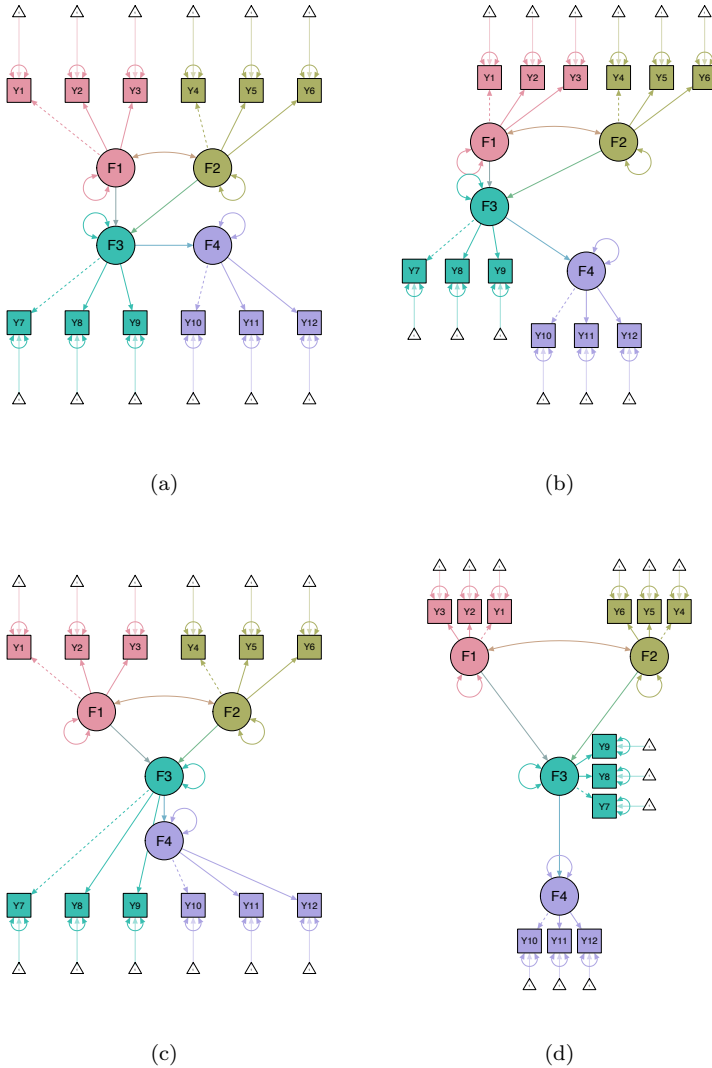 Y1 Y2 Y3 Y4 Y5 Y6
F1 F2
F3 F4
Y7 Y8 Y9 Y10 Y11 Y12
(a)
Y1 Y2 Y3 Y4 Y5 Y6
F1 F2
F3
Y7 Y8 Y9 F4
Y10 Y11 Y12
(b)
Y1 Y2 Y3 Y4 Y5 Y6
F1 F2
F3
F4
Y7 Y8 Y9 Y10 Y11 Y12
(c)
Y3 Y2 Y1 Y6 Y5 Y4
F1 F2
Y9
F3 Y8
Y7
F4
Y10 Y11 Y12
(d)